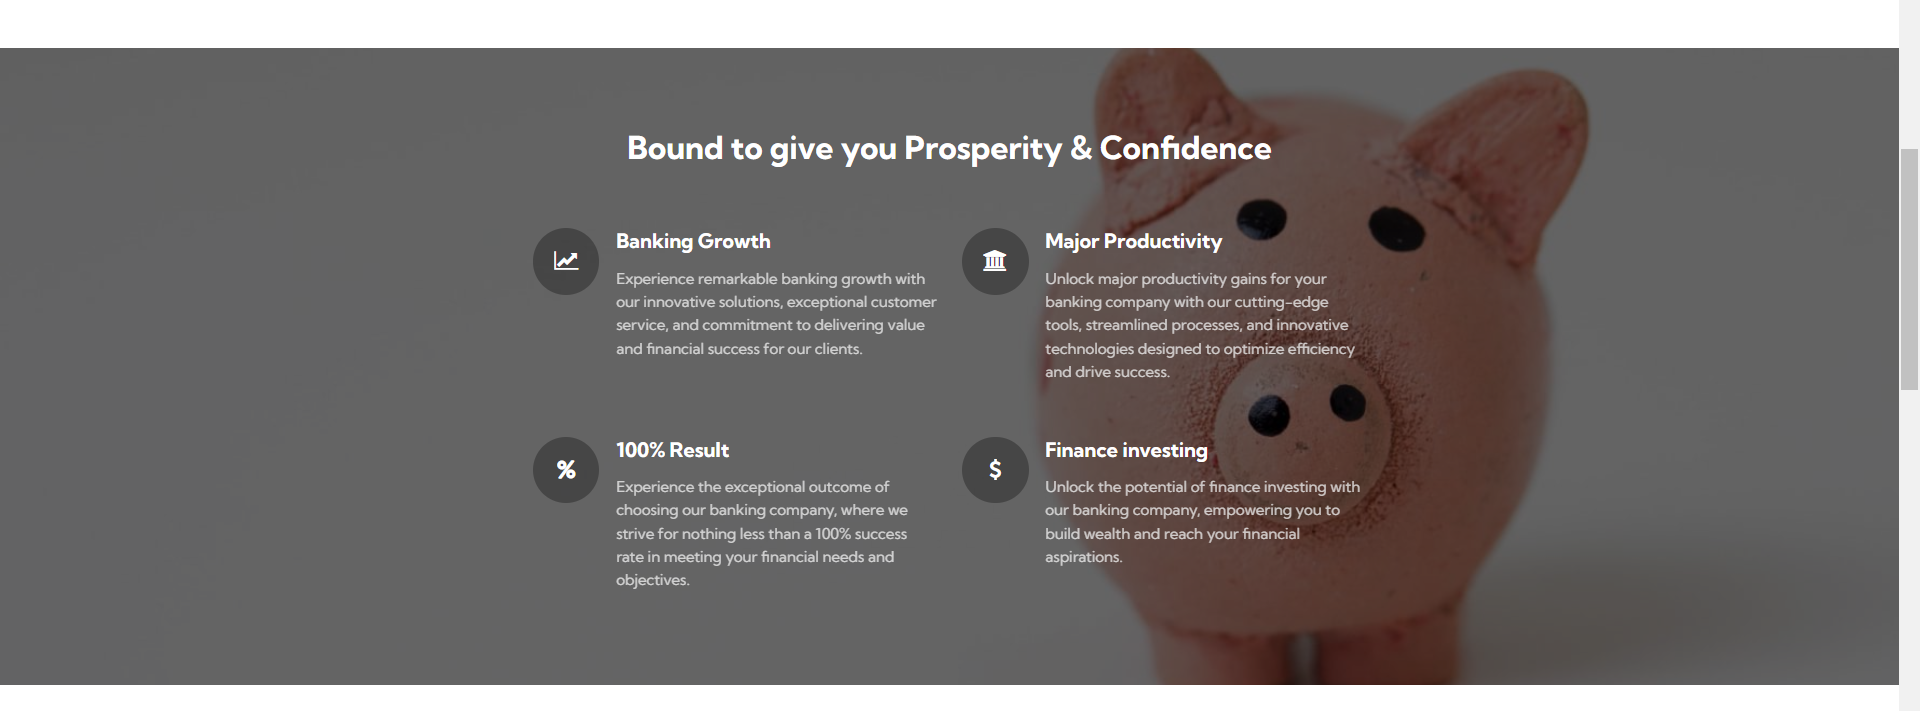 Bound to give you Prosperity & Confidence
Banking Growth
Experience remarkable banking growth with
our innovative solutions, exceptional customer
service, and commitment to delivering value
and financial success for our clients.
Major Productivity
Unlock major productivity gains for your
banking company with our cutting-edge
tools, streamlined processes, and innovative
technologies designed to optimize efficiency
and drive success.
%
100% Result
Experience the exceptional outcome of
choosing our banking company, where we
strive for nothing less than a 100% success
rate in meeting your financial needs and
objectives.
$
Finance investing
Unlock the potential of finance investing with
our banking company, empowering you to
build wealth and reach your financial
aspirations.